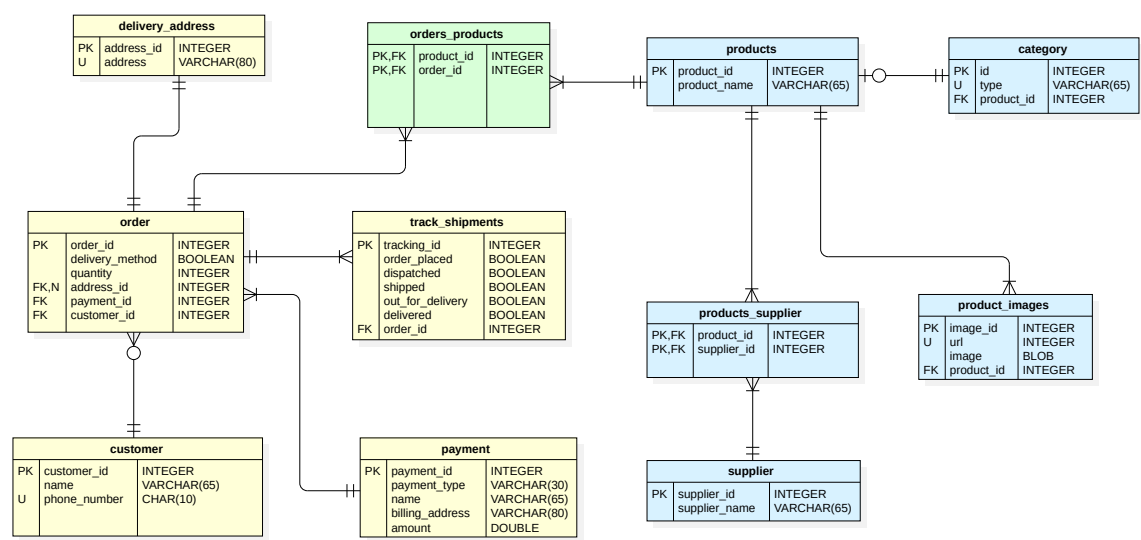 delivery_address
PK address_id INTEGER
U address VARCHAR(80)
orders_products
PK,FK product_id INTEGER
PK,FK order_id INTEGER
products
PK product_id INTEGER
product_name VARCHAR(65)
category
PK id INTEGER
U type VARCHAR(65)
FK product_id INTEGER
order
PK order_id INTEGER
delivery_method BOOLEAN
quantity INTEGER
FK,N address_id INTEGER
FK payment_id INTEGER
FK customer_id INTEGER
track_shipments
PK tracking_id INTEGER
order_placed BOOLEAN
dispatched BOOLEAN
shipped BOOLEAN
out_for_delivery BOOLEAN
delivered BOOLEAN
FK order_id INTEGER
products_supplier
PK,FK product_id INTEGER
PK,FK supplier_id INTEGER
product_images
PK image_id INTEGER
U url INTEGER
image BLOB
FK product_id INTEGER
customer
PK customer_id INTEGER
name VARCHAR(65)
U phone_number CHAR(10)
payment
PK payment_id INTEGER
payment_type VARCHAR(30)
name VARCHAR(65)
billing_address VARCHAR(80)
amount DOUBLE
supplier
PK supplier_id INTEGER
supplier_name VARCHAR(65)